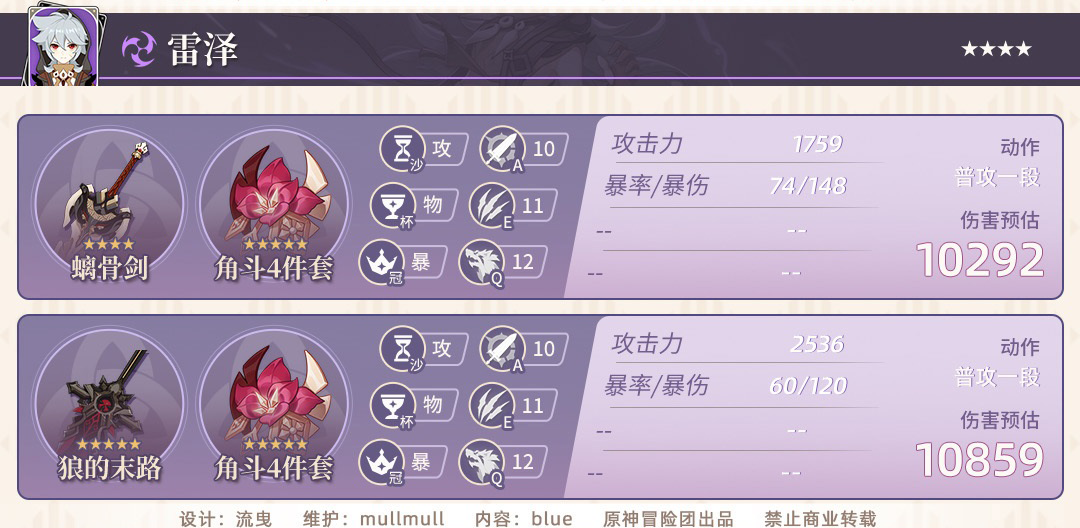 雷泽
★★★★
螭骨剑
★★★★
角斗4件套
★★★★★
沙 攻
A 10
杯 物
E 11
冠 暴
Q 12
攻击力 1759
暴率/暴伤 74/148
-- --
-- --
动作
普攻一段
伤害预估
10292
狼的末路
★★★★★
角斗4件套
★★★★★
沙 攻
A 10
杯 物
E 11
冠 暴
Q 12
攻击力 2536
暴率/暴伤 60/120
-- --
-- --
动作
普攻一段
伤害预估
10859
设计：流曳 维护：mullmull 内容：blue 原神冒险团出品 禁止商业转载